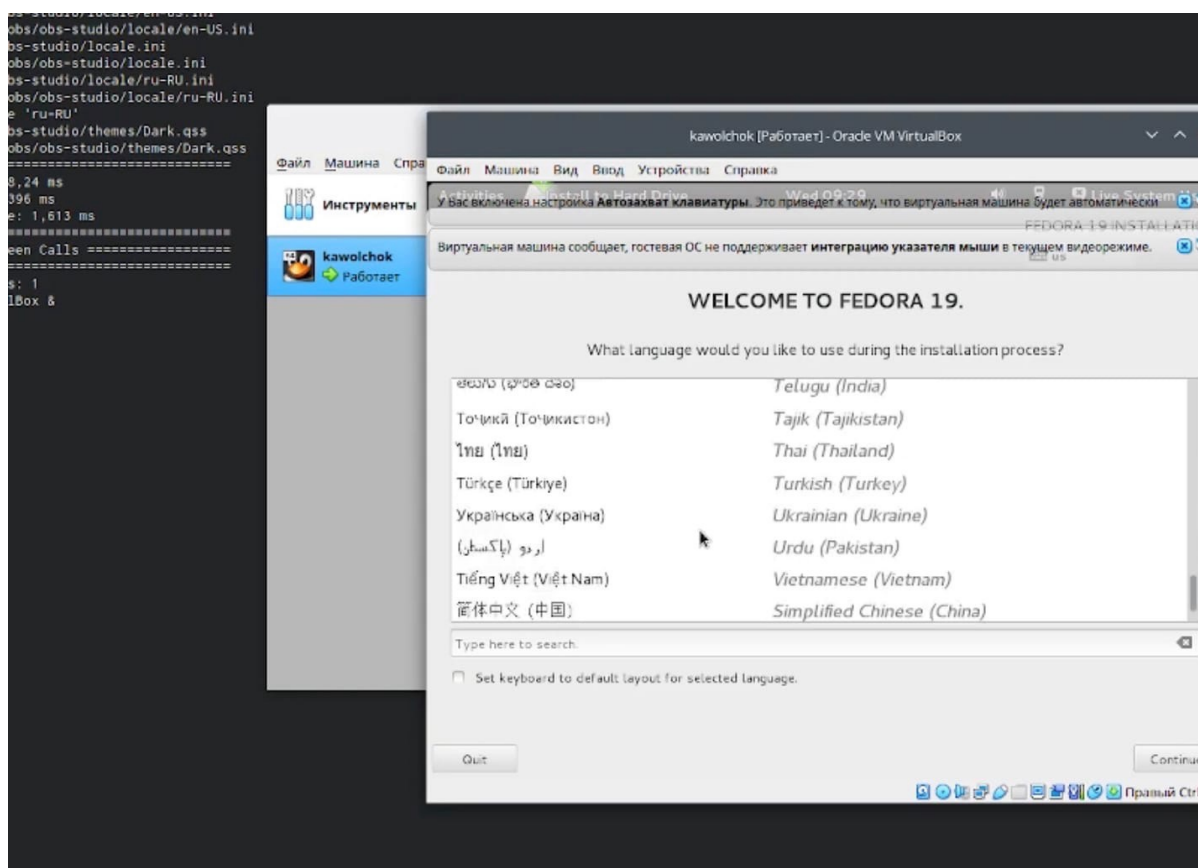 obs/obs-studio/locale/en-US.ini
bs-studio/locale.ini
obs/obs-studio/locale.ini
bs-studio/locale/ru-RU.ini
obs/obs-studio/locale/ru-RU.ini
e 'ru-RU'
bs-studio/themes/Dark.qss
obs/obs-studio/themes/Dark.qss
==============================
8,24 ms
396 ms
e: 1,613 ms
==============================
een Calls ===================
==============================
s: 1
lBox &
Файл Машина Спра
Инструменты
kawolchok
Работает
kawolchok [Работает] - Oracle VM VirtualBox
Файл Машина Вид Ввод Устройства Справка
Activities Install to Hard Drive Wed 09:29 Live System
У Вас включена настройка Автозахват клавиатуры. Это приведет к тому, что виртуальная машина будет автоматически
FEDORA 19 INSTALLATI
Виртуальная машина сообщает, гостевая ОС не поддерживает интеграцию указателя мыши в текущем видеорежиме.
us
WELCOME TO FEDORA 19.
What language would you like to use during the installation process?
Telugu (India)
Тоҷикӣ (Тоҷикистон) Tajik (Tajikistan)
ไทย (ไทย) Thai (Thailand)
Türkçe (Türkiye) Turkish (Turkey)
Українська (Україна) Ukrainian (Ukraine)
اردو (پاکستان) Urdu (Pakistan)
Tiếng Việt (Việt Nam) Vietnamese (Vietnam)
简体中文 (中国) Simplified Chinese (China)
Type here to search.
Set keyboard to default layout for selected language.
Quit
Continue
Правый Ctrl